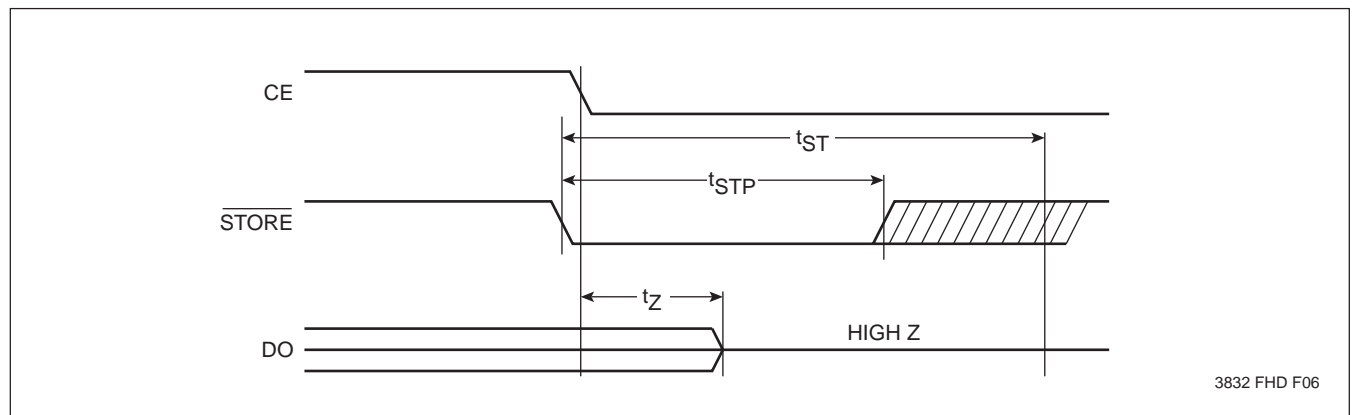 CE
tST
tSTP
STORE
tZ
DO
HIGH Z
3832 FHD F06